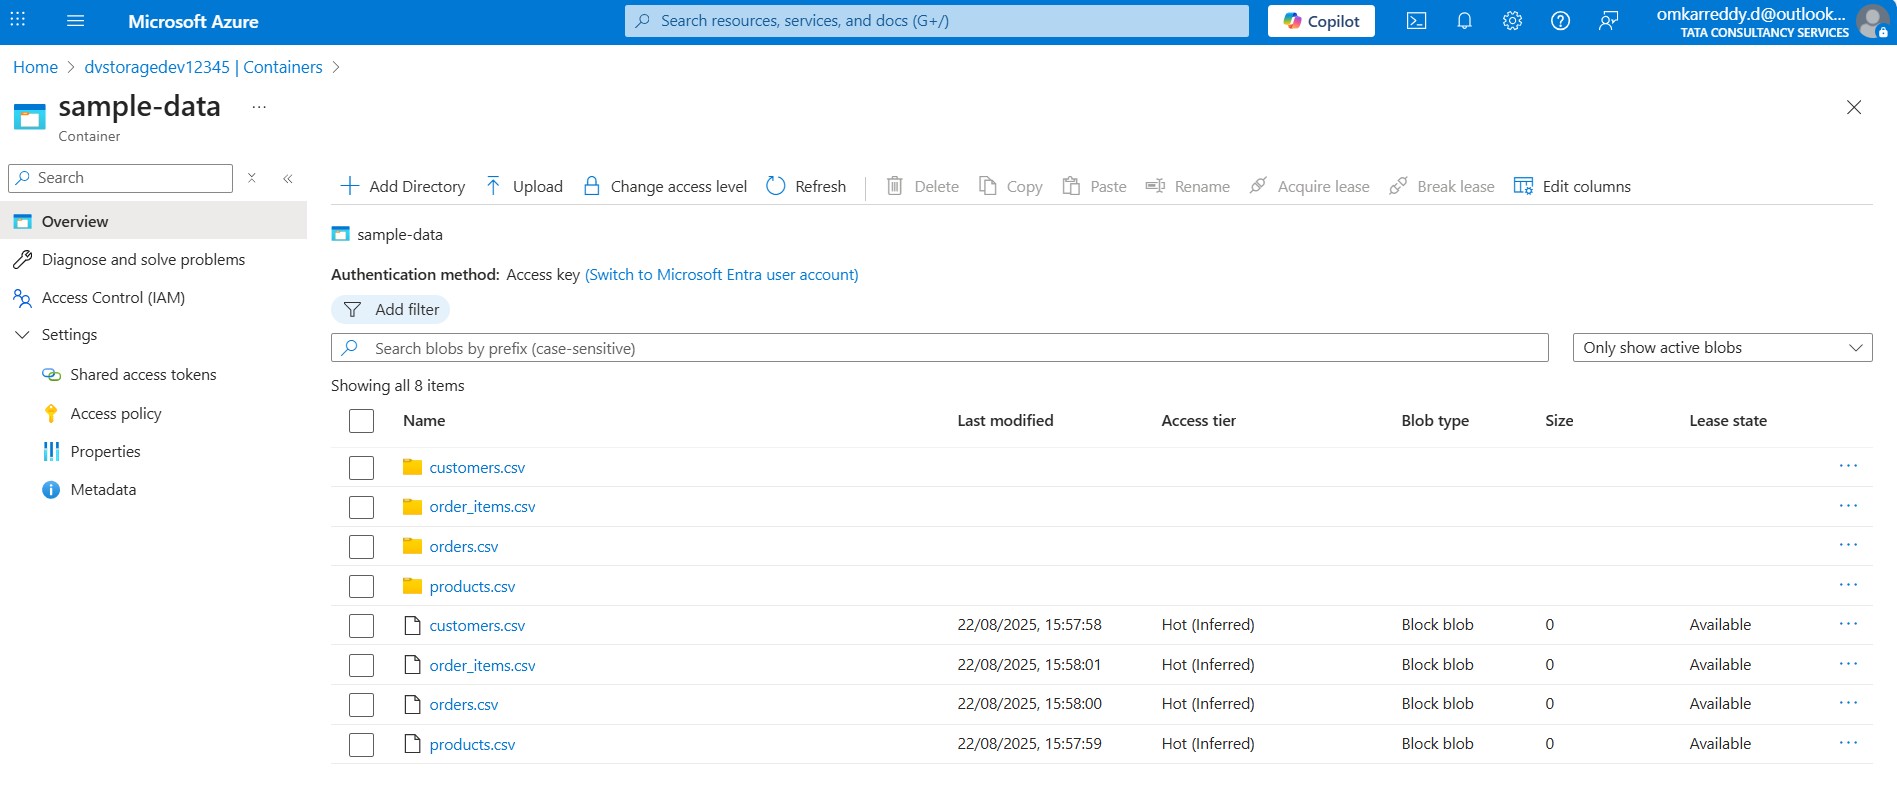 Microsoft Azure
Search resources, services, and docs (G+/)
Copilot
omkarreddy.d@outlook...
TATA CONSULTANCY SERVICES
Home > dvstoragedev12345 | Containers >
sample-data ...
Container
Search
Overview
Diagnose and solve problems
Access Control (IAM)
Settings
Shared access tokens
Access policy
Properties
Metadata
Add Directory Upload Change access level Refresh Delete Copy Paste Rename Acquire lease Break lease Edit columns
sample-data
Authentication method: Access key (Switch to Microsoft Entra user account)
Add filter
Search blobs by prefix (case-sensitive)
Only show active blobs
Showing all 8 items
Name Last modified Access tier Blob type Size Lease state
customers.csv ...
order_items.csv ...
orders.csv ...
products.csv ...
customers.csv 22/08/2025, 15:57:58 Hot (Inferred) Block blob 0 Available ...
order_items.csv 22/08/2025, 15:58:01 Hot (Inferred) Block blob 0 Available ...
orders.csv 22/08/2025, 15:58:00 Hot (Inferred) Block blob 0 Available ...
products.csv 22/08/2025, 15:57:59 Hot (Inferred) Block blob 0 Available ...